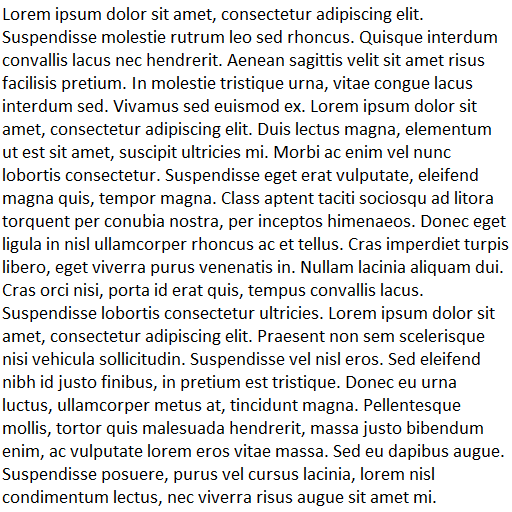 Lorem ipsum dolor sit amet, consectetur adipiscing elit.
Suspendisse molestie rutrum leo sed rhoncus. Quisque interdum
convallis lacus nec hendrerit. Aenean sagittis velit sit amet risus
facilisis pretium. In molestie tristique urna, vitae congue lacus
interdum sed. Vivamus sed euismod ex. Lorem ipsum dolor sit
amet, consectetur adipiscing elit. Duis lectus magna, elementum
ut est sit amet, suscipit ultricies mi. Morbi ac enim vel nunc
lobortis consectetur. Suspendisse eget erat vulputate, eleifend
magna quis, tempor magna. Class aptent taciti sociosqu ad litora
torquent per conubia nostra, per inceptos himenaeos. Donec eget
ligula in nisl ullamcorper rhoncus ac et tellus. Cras imperdiet turpis
libero, eget viverra purus venenatis in. Nullam lacinia aliquam dui.
Cras orci nisi, porta id erat quis, tempus convallis lacus.
Suspendisse lobortis consectetur ultricies. Lorem ipsum dolor sit
amet, consectetur adipiscing elit. Praesent non sem scelerisque
nisi vehicula sollicitudin. Suspendisse vel nisl eros. Sed eleifend
nibh id justo finibus, in pretium est tristique. Donec eu urna
luctus, ullamcorper metus at, tincidunt magna. Pellentesque
mollis, tortor quis malesuada hendrerit, massa justo bibendum
enim, ac vulputate lorem eros vitae massa. Sed eu dapibus augue.
Suspendisse posuere, purus vel cursus lacinia, lorem nisl
condimentum lectus, nec viverra risus augue sit amet mi.